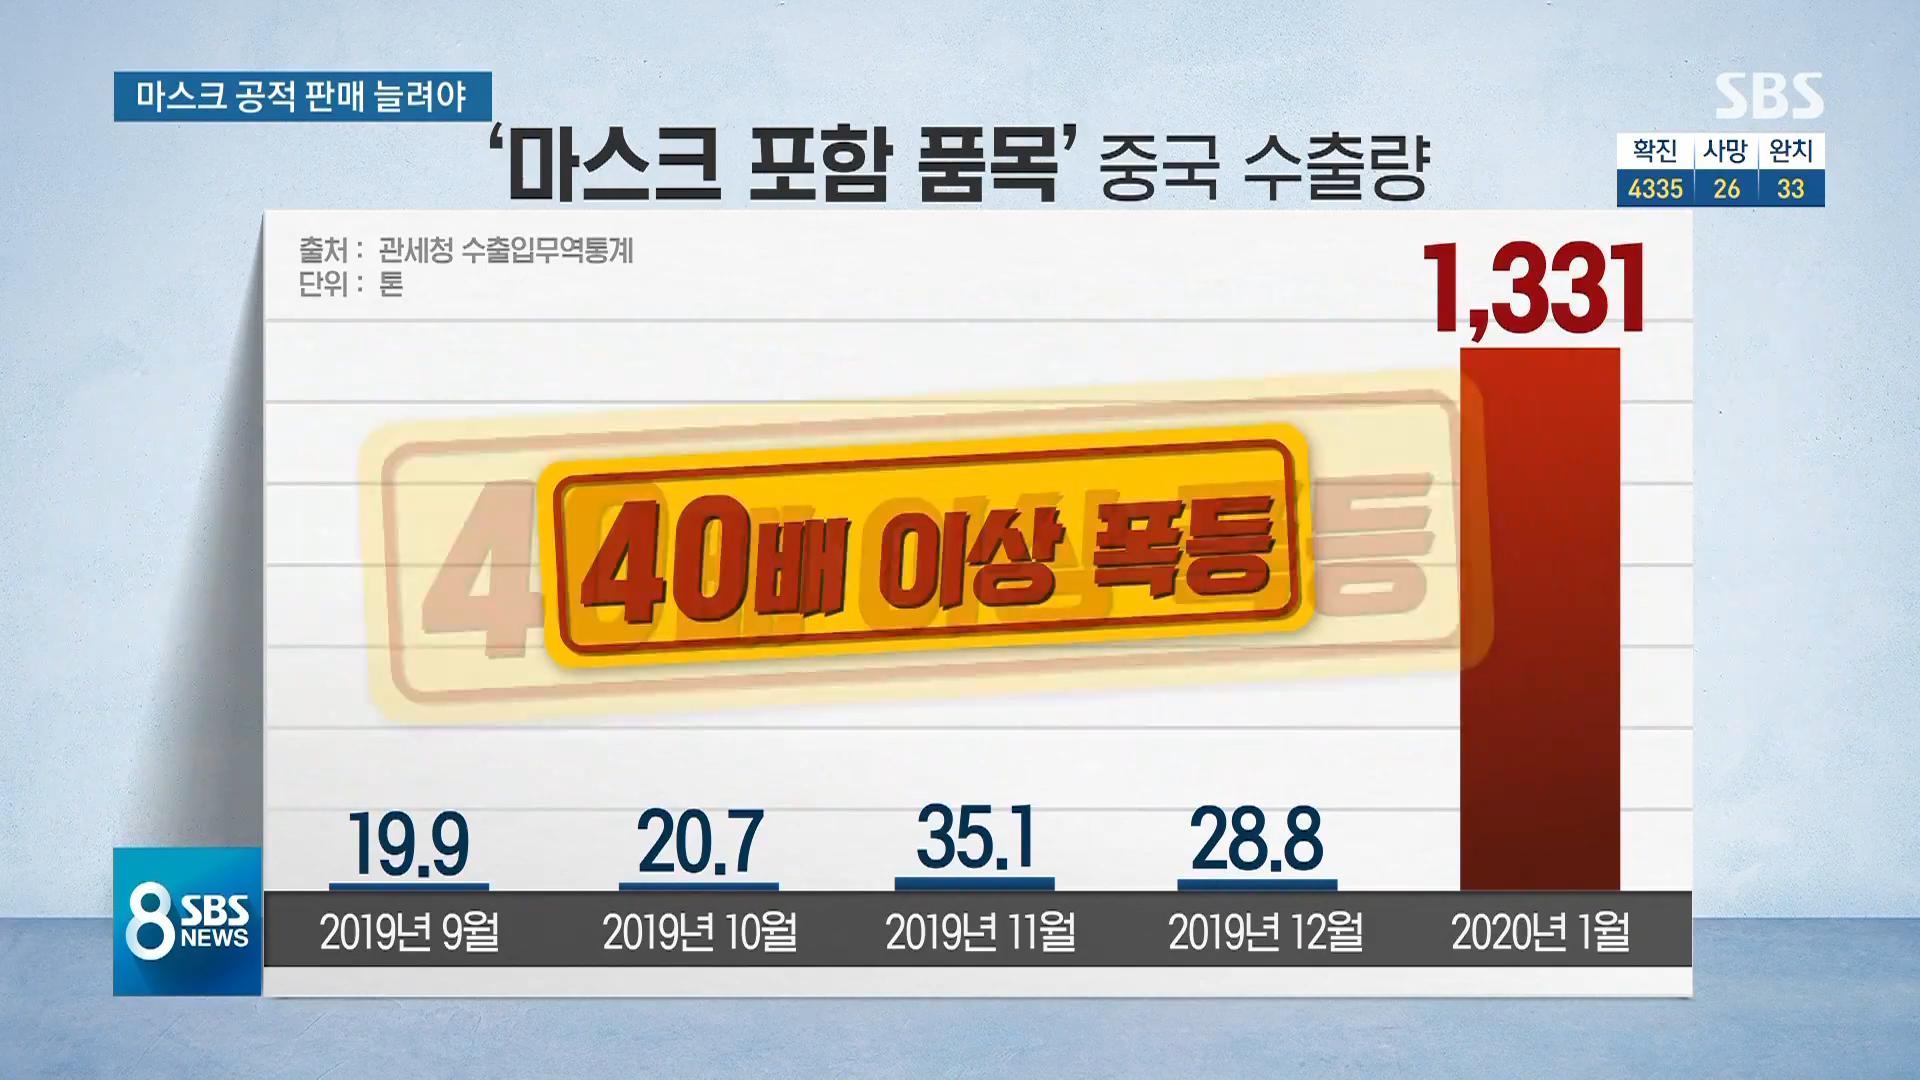 마스크 공적 판매 늘려야
SBS
‘마스크 포함 품목’ 중국 수출량
확진 사망 완치
4335 26 33
출처 : 관세청 수출입무역통계
단위 : 톤
1,331
40배 이상 폭등
19.9 20.7 35.1 28.8
2019년 9월 2019년 10월 2019년 11월 2019년 12월 2020년 1월
8 SBS
NEWS